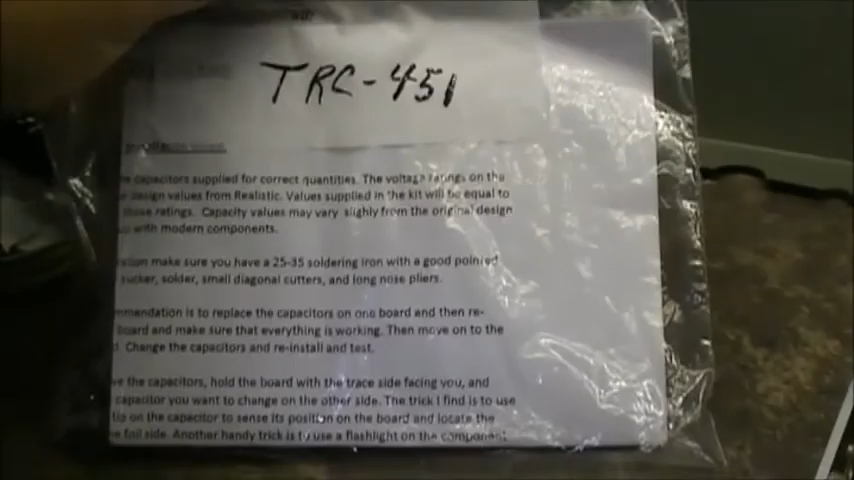 TRC-451
capacitors supplied for correct quantities. The voltage ratings on the
design values from Realistic. Values supplied in the kit will be equal to
those ratings. Capacity values may vary slighly from the original design
with modern components.
make sure you have a 25-35 soldering iron with a good pointed
sucker, solder, small diagonal cutters, and long nose pliers.
mmendation is to replace the capacitors on one board and then re-
board and make sure that everything is working. Then move on to the
d. Change the capacitors and re-install and test.
ve the capacitors, hold the board with the trace side facing you, and
capacitor you want to change on the other side. The trick I find is to use
on the capacitor to sense its position on the board and locate the
e foil side. Another handy trick is to use a flashlight on the component